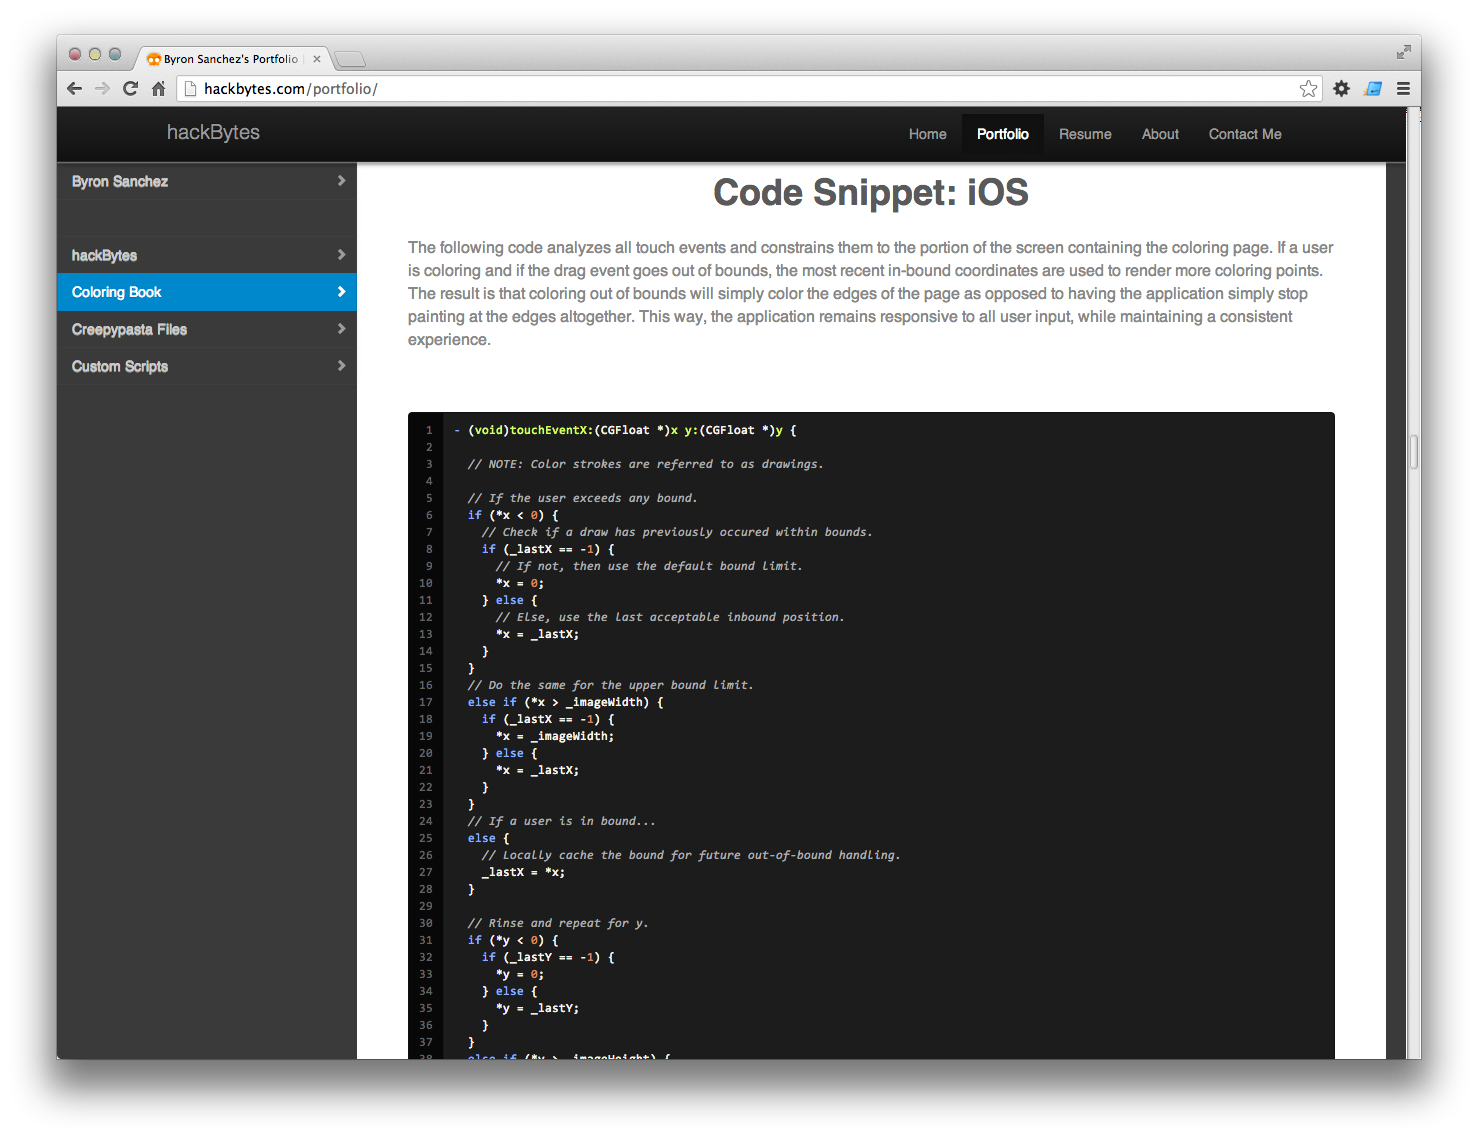 Byron Sanchez's Portfolio
hackbytes.com/portfolio/
hackBytes
Home Portfolio Resume About Contact Me
Byron Sanchez
hackBytes
Coloring Book
Creepypasta Files
Custom Scripts
Code Snippet: iOS
The following code analyzes all touch events and constrains them to the portion of the screen containing the coloring page. If a user
is coloring and if the drag event goes out of bounds, the most recent in-bound coordinates are used to render more coloring points.
The result is that coloring out of bounds will simply color the edges of the page as opposed to having the application simply stop
painting at the edges altogether. This way, the application remains responsive to all user input, while maintaining a consistent
experience.
1 - (void)touchEventX:(CGFloat *)x y:(CGFloat *)y {
2
3 // NOTE: Color strokes are referred to as drawings.
4
5 // If the user exceeds any bound.
6 if (*x < 0) {
7 // Check if a draw has previously occured within bounds.
8 if (_lastX == -1) {
9 // If not, then use the default bound limit.
10 *x = 0;
11 } else {
12 // Else, use the last acceptable inbound position.
13 *x = _lastX;
14 }
15 }
16 // Do the same for the upper bound limit.
17 else if (*x > _imageWidth) {
18 if (_lastX == -1) {
19 *x = _imageWidth;
20 } else {
21 *x = _lastX;
22 }
23 }
24 // If a user is in bound...
25 else {
26 // Locally cache the bound for future out-of-bound handling.
27 _lastX = *x;
28 }
29
30 // Rinse and repeat for y.
31 if (*y < 0) {
32 if (_lastY == -1) {
33 *y = 0;
34 } else {
35 *y = _lastY;
36 }
37 }
38 else if (*y > _imageHeight) {